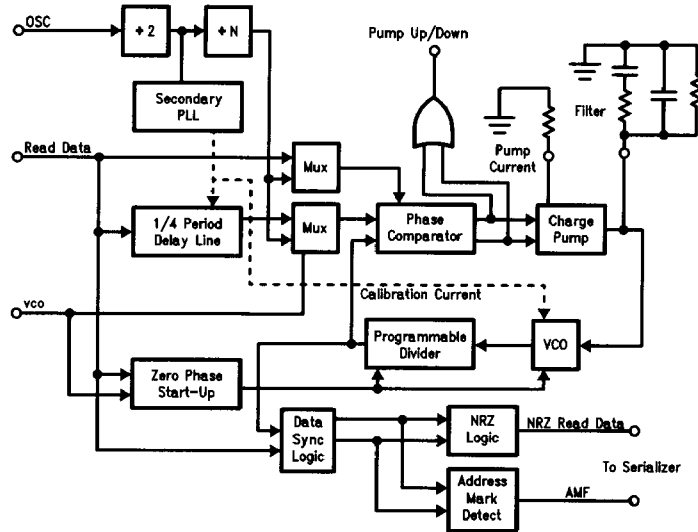 OSC
÷ 2
÷ N
Secondary
PLL
Pump Up/Down
Filter
Pump
Current
Read Data
Mux
1/4 Period
Delay Line
Mux
Phase
Comparator
Charge
Pump
Calibration Current
vco
Programmable
Divider
VCO
Zero Phase
Start-Up
Data
Sync
Logic
NRZ
Logic
NRZ Read Data
To Serializer
Address
Mark
Detect
AMF